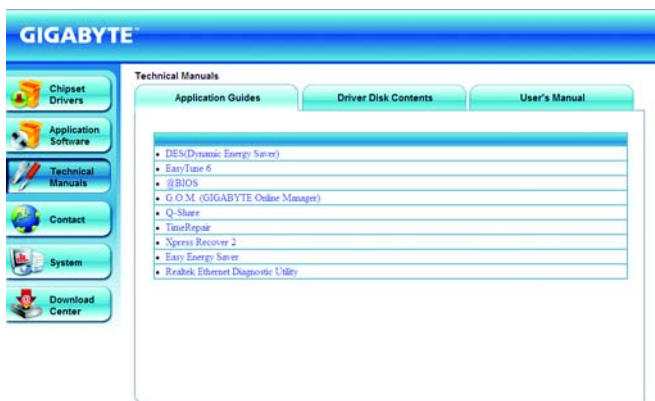 GIGABYTE™
Chipset
Drivers
Application
Software
Technical
Manuals
Contact
System
Download
Center
Technical Manuals
Application Guides
Driver Disk Contents
User's Manual
• DES(Dynamic Energy Saver)
• EasyTune 6
• @BIOS
• G.O.M. (GIGABYTE Online Manager)
• Q-Share
• TimeRepair
• Xpress Recover 2
• Easy Energy Saver
• Realtek Ethernet Diagnostic Utility